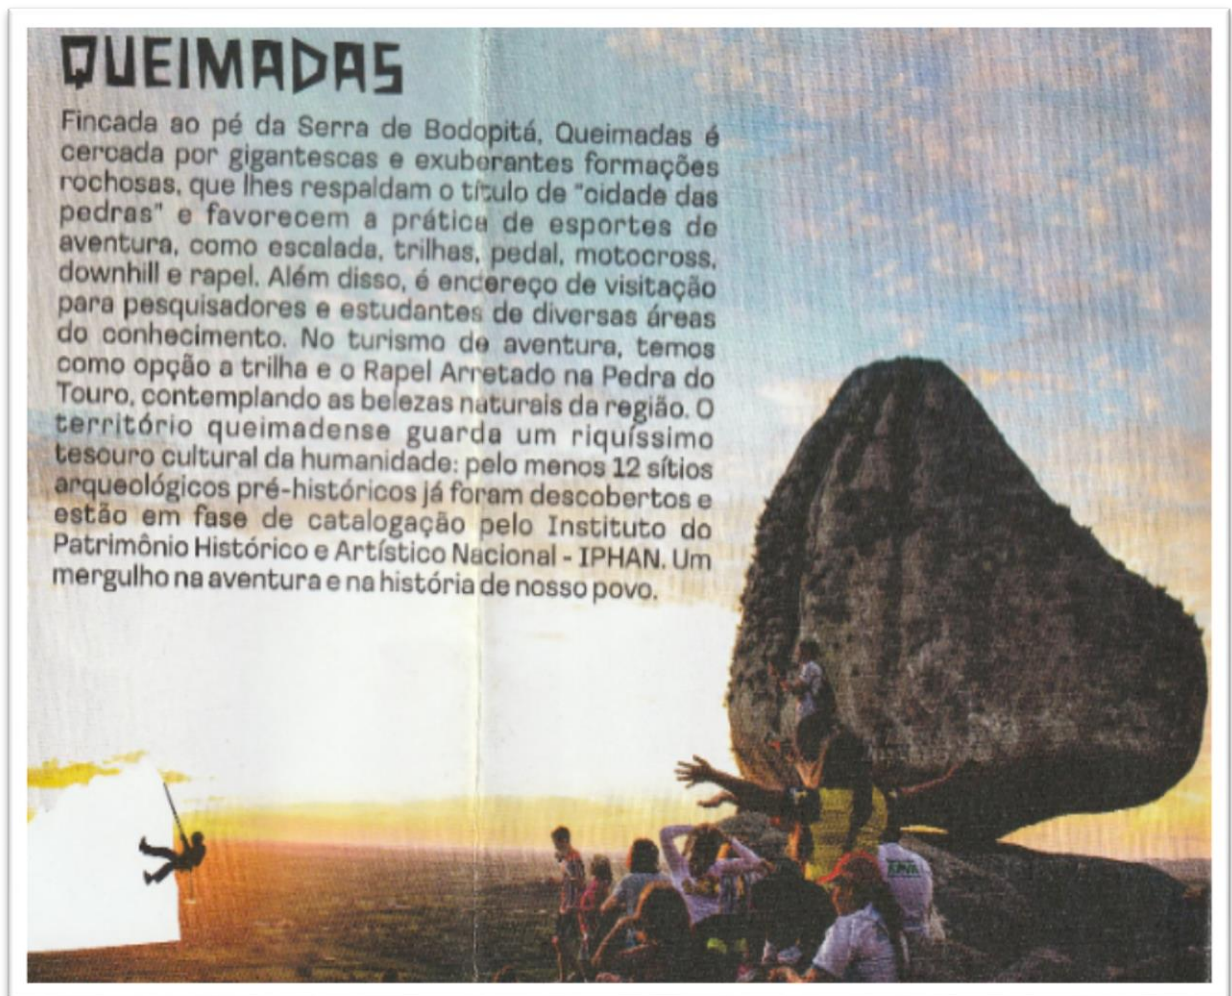 QUEIMADAS
Fincada ao pé da Serra de Bodopitá, Queimadas é
cercada por gigantescas e exuberantes formações
rochosas, que lhes respaldam o título de "cidade das
pedras" e favorecem a prática de esportes de
aventura, como escalada, trilhas, pedal, motocross,
downhill e rapel. Além disso, é endereço de visitação
para pesquisadores e estudantes de diversas áreas
do conhecimento. No turismo de aventura, temos
como opção a trilha e o Rapel Arretado na Pedra do
Touro, contemplando as belezas naturais da região. O
território queimadense guarda um riquíssimo
tesouro cultural da humanidade: pelo menos 12 sítios
arqueológicos pré-históricos já foram descobertos e
estão em fase de catalogação pelo Instituto do
Patrimônio Histórico e Artístico Nacional - IPHAN. Um
mergulho na aventura e na história de nosso povo.